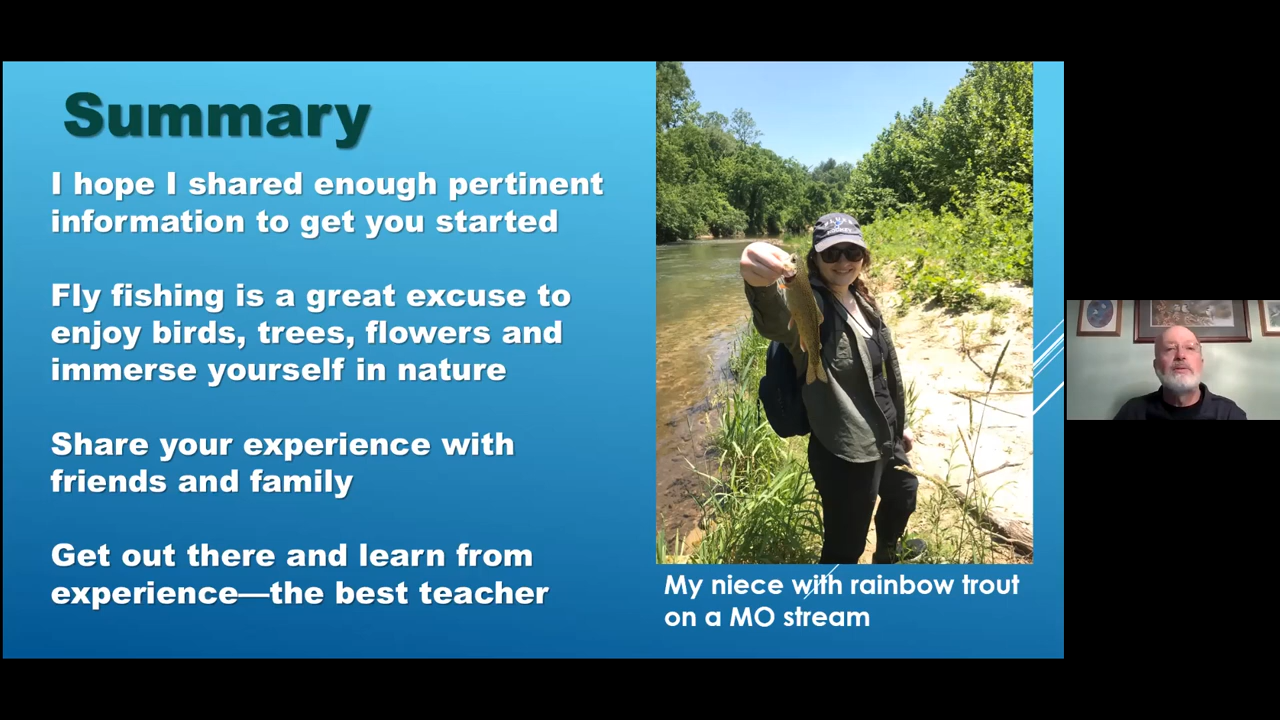 Summary
I hope I shared enough pertinent
information to get you started
Fly fishing is a great excuse to
enjoy birds, trees, flowers and
immerse yourself in nature
Share your experience with
friends and family
Get out there and learn from
experience—the best teacher
My niece with rainbow trout
on a MO stream